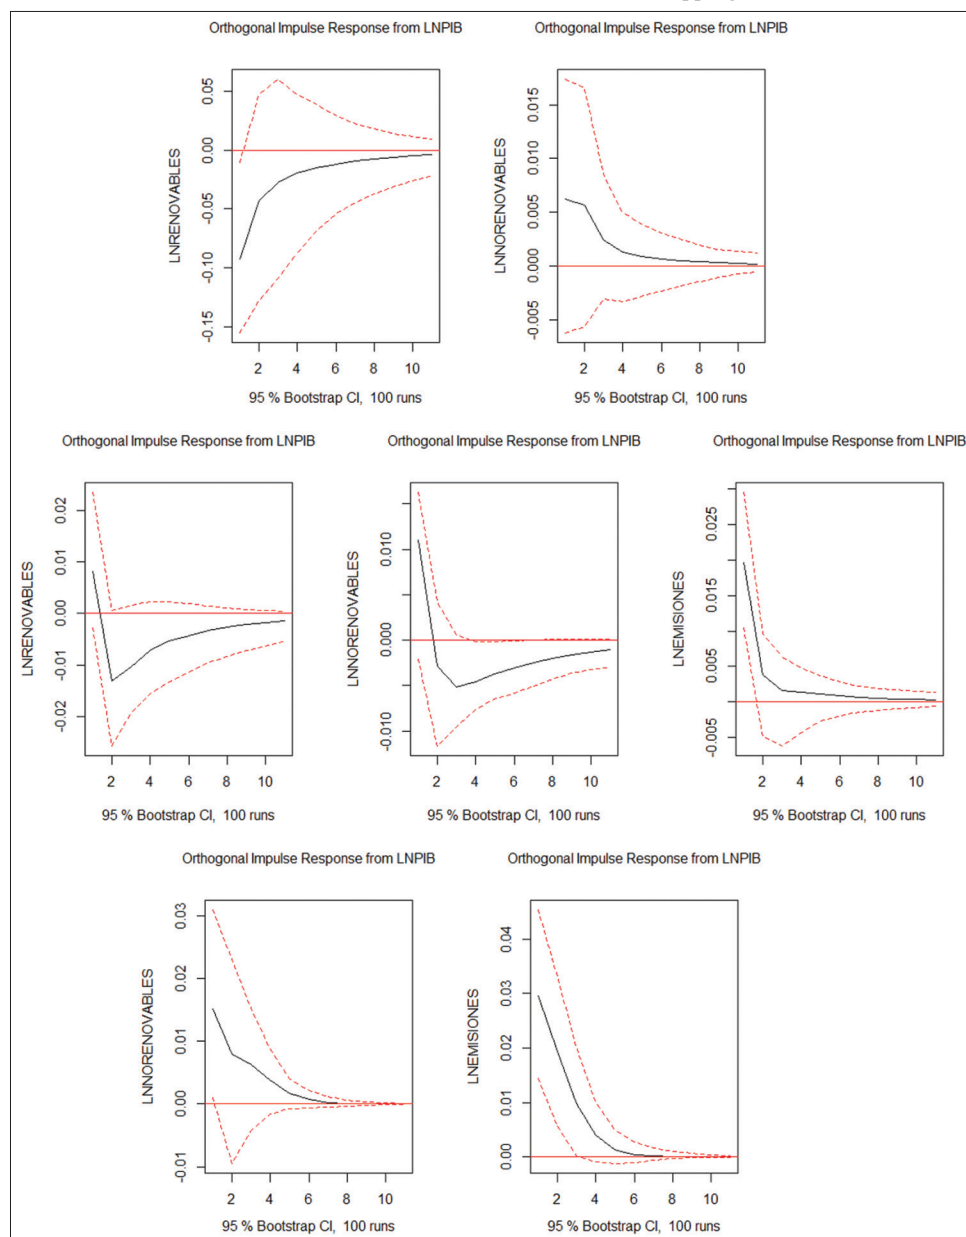 Orthogonal Impulse Response from LNPIB
Orthogonal Impulse Response from LNPIB
LNRENOVABLES
0.05
0.00
-0.05
-0.10
-0.15
2 4 6 8 10
95 % Bootstrap CI, 100 runs
LNNORENOVABLES
0.015
0.010
0.005
0.000
-0.005
2 4 6 8 10
95 % Bootstrap CI, 100 runs
Orthogonal Impulse Response from LNPIB
Orthogonal Impulse Response from LNPIB
Orthogonal Impulse Response from LNPIB
LNRENOVABLES
0.02
0.01
0.00
-0.01
-0.02
2 4 6 8 10
95 % Bootstrap CI, 100 runs
LNNORENOVABLES
0.010
0.000
-0.010
2 4 6 8 10
95 % Bootstrap CI, 100 runs
LNEMISIONES
0.025
0.015
0.005
-0.005
2 4 6 8 10
95 % Bootstrap CI, 100 runs
Orthogonal Impulse Response from LNPIB
Orthogonal Impulse Response from LNPIB
LNNORENOVABLES
0.03
0.02
0.01
0.00
-0.01
2 4 6 8 10
95 % Bootstrap CI, 100 runs
LNEMISIONES
0.04
0.03
0.02
0.01
0.00
2 4 6 8 10
95 % Bootstrap CI, 100 runs